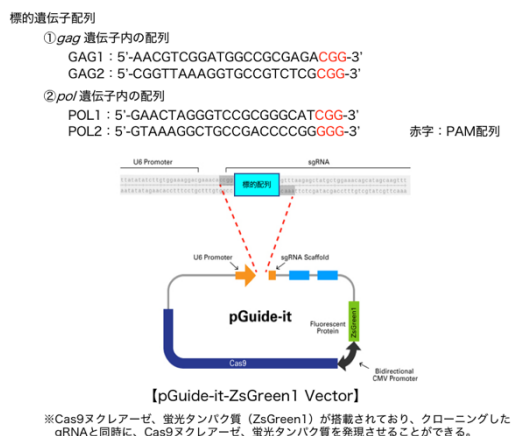 標的遺伝子配列
①gag 遺伝子内の配列
GAG1：5'-AACGTCGGATGGCCGCGAGACGG-3'
GAG2：5'-CGGTTAAAGGTGCCGTCTCGCGG-3'
②pol 遺伝子内の配列
POL1：5'-GAACTAGGGTCCGCGGGCATCGG-3'
POL2：5'-GTAAAGGCTGCCGACCCCGGGGG-3' 赤字：PAM配列
U6 Promoter sgRNA
標的配列
U6 Promoter sgRNA Scaffold
pGuide-it
Fluorescent
Protein
ZsGreen1
Cas9
Bidirectional
CMV Promoter
【pGuide-it-ZsGreen1 Vector】
※Cas9ヌクレアーゼ、蛍光タンパク質（ZsGreen1）が搭載されており、クローニングした
gRNAと同時に、Cas9ヌクレアーゼ、蛍光タンパク質を発現させることができる。